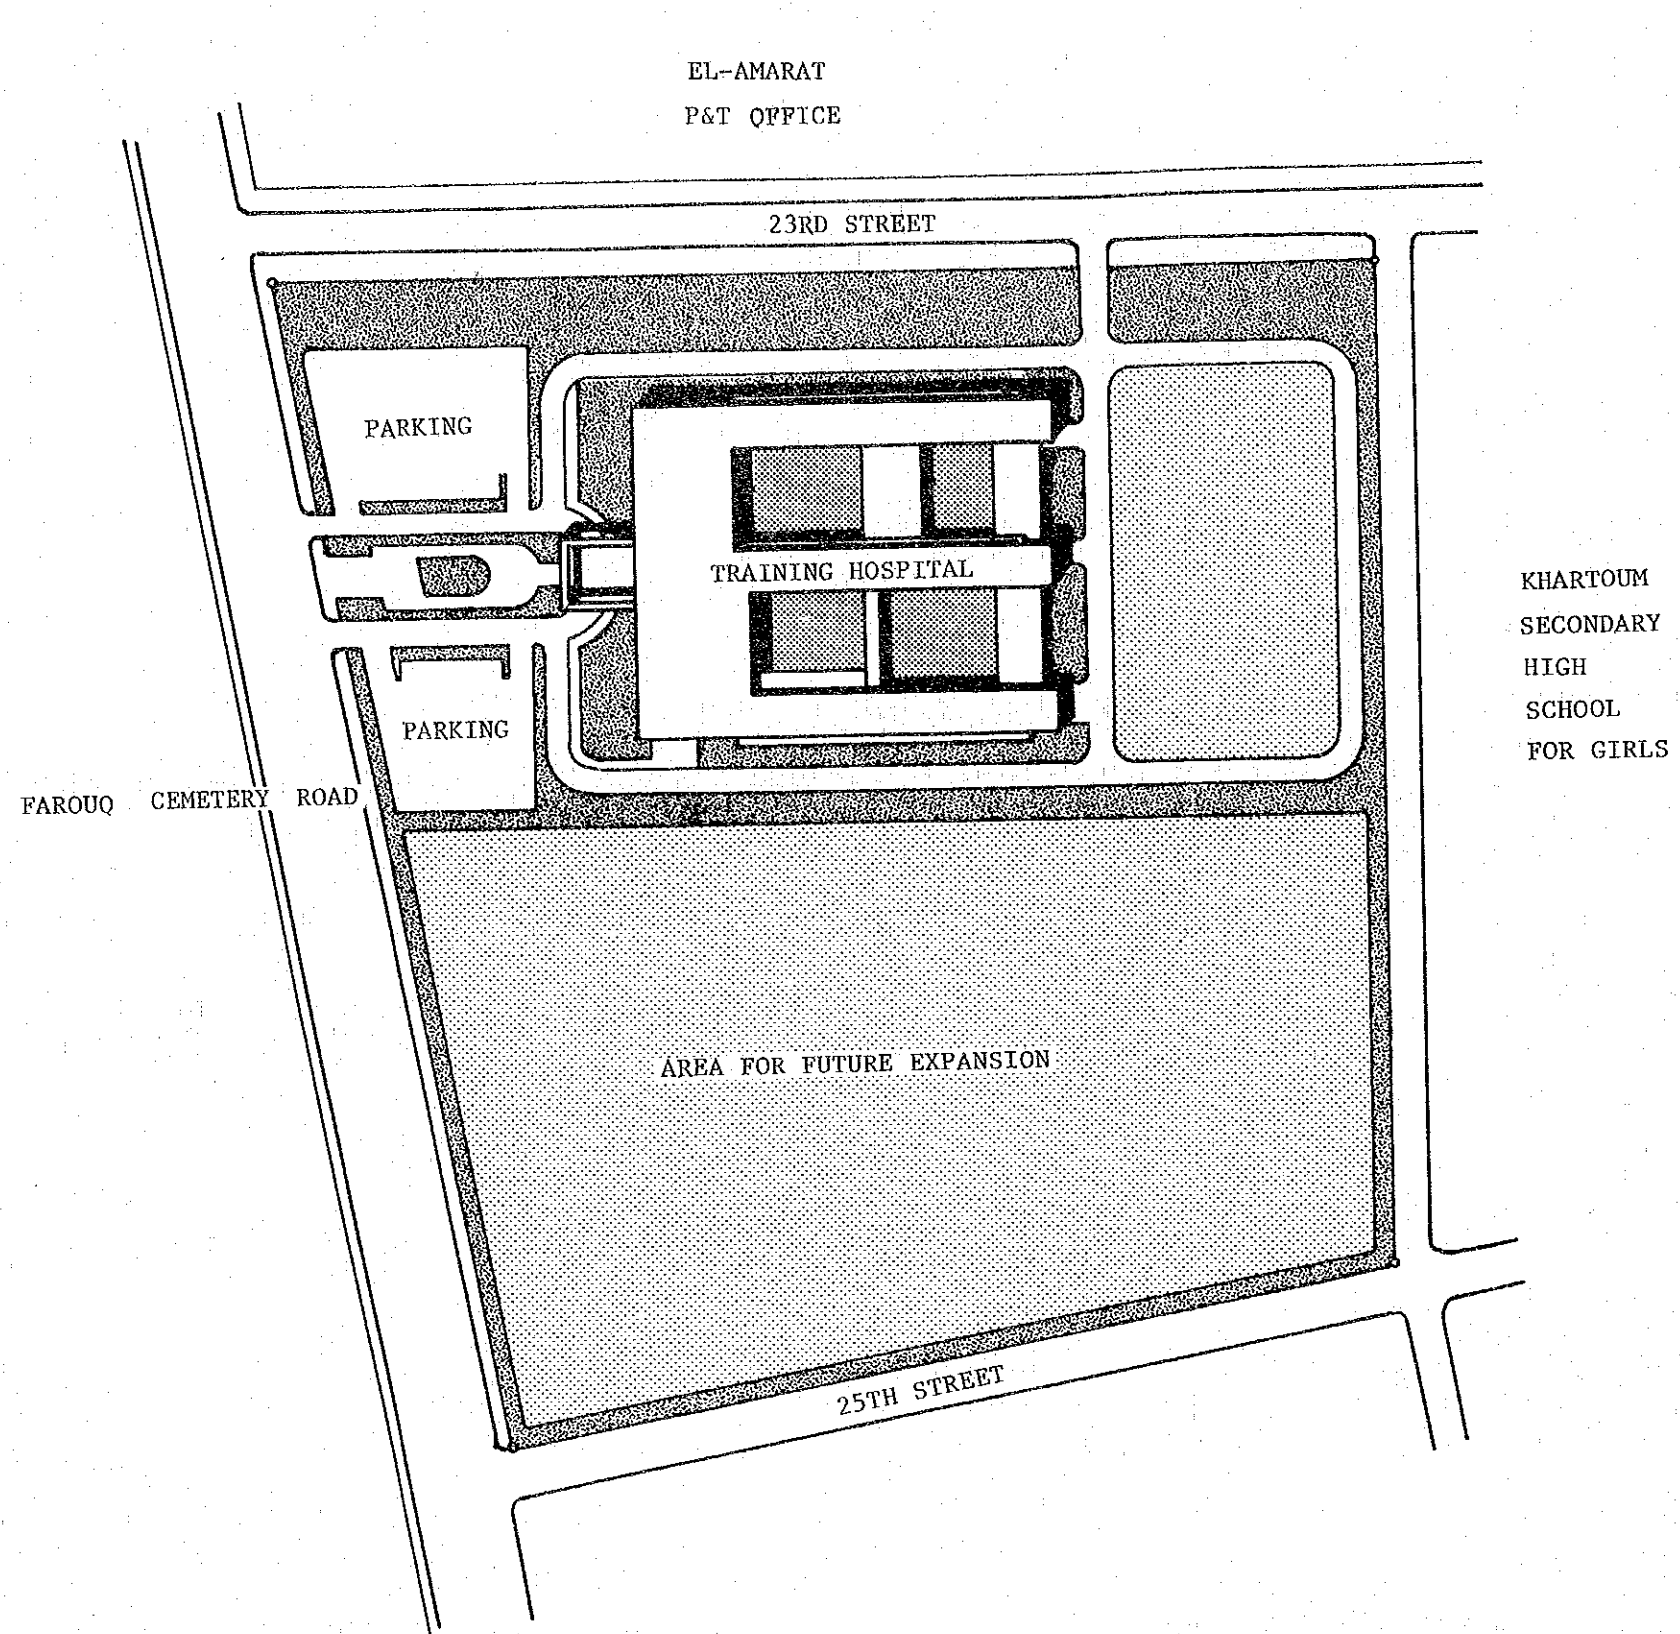 EL-AMARAT
P&T OFFICE
23RD STREET
PARKING
TRAINING HOSPITAL
KHARTOUM
SECONDARY
HIGH
SCHOOL
FOR GIRLS
PARKING
FAROUQ CEMETERY ROAD
AREA FOR FUTURE EXPANSION
25TH STREET